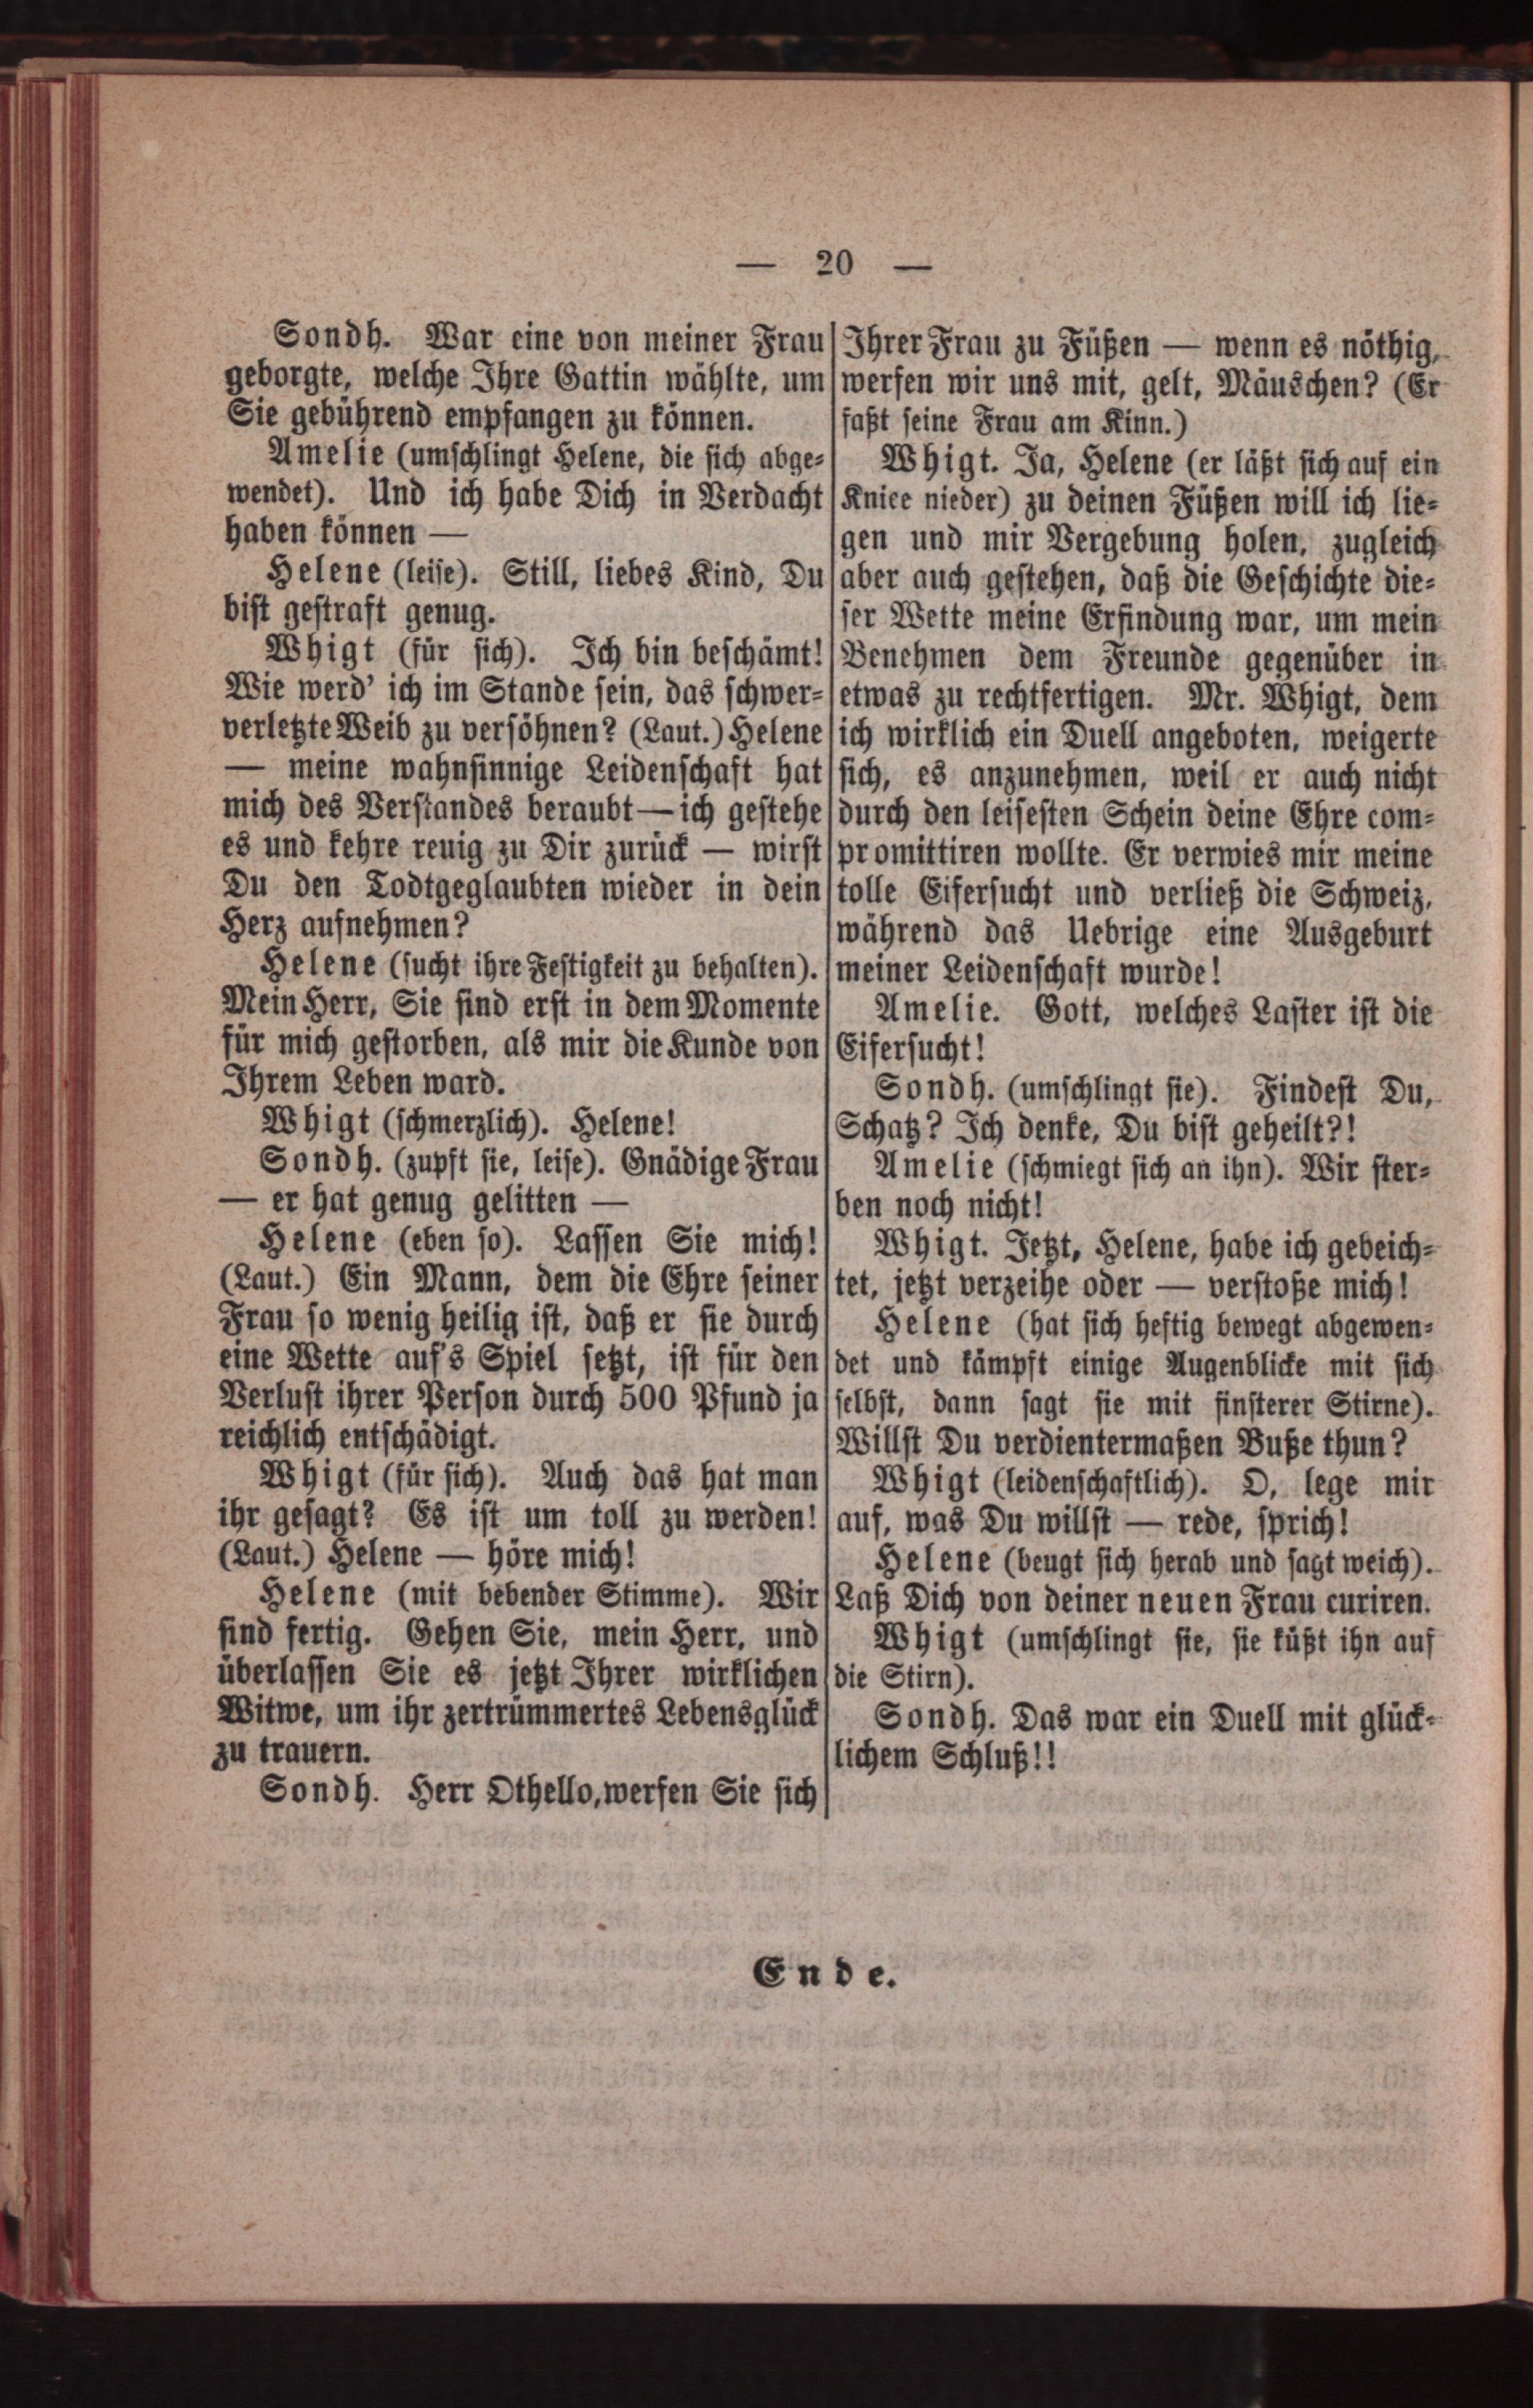 — 20 —
Sondh. War eine von meiner Frau
geborgte, welche Ihre Gattin wählte, um
Sie gebührend empfangen zu können.
Amelie (umschlingt Helene, die sich abge-
wendet). Und ich habe Dich in Verdacht
haben können —
Helene (leise). Still, liebes Kind, Du
bist gestraft genug.
Whigt (für sich). Ich bin beschämt!
Wie werd' ich im Stande sein, das schwer-
verletzte Weib zu versöhnen? (Laut.) Helene
— meine wahnsinnige Leidenschaft hat
mich des Verstandes beraubt — ich gestehe
es und kehre reuig zu Dir zurück — wirst
Du den Todtgeglaubten wieder in dein
Herz aufnehmen?
Helene (sucht ihre Festigkeit zu behalten).
Mein Herr, Sie sind erst in dem Momente
für mich gestorben, als mir die Kunde von
Ihrem Leben ward.
Whigt (schmerzlich). Helene!
Sondh. (zupft sie, leise). Gnädige Frau
— er hat genug gelitten —
Helene (eben so). Lassen Sie mich!
(Laut.) Ein Mann, dem die Ehre seiner
Frau so wenig heilig ist, daß er sie durch
eine Wette auf's Spiel setzt, ist für den
Verlust ihrer Person durch 500 Pfund ja
reichlich entschädigt.
Whigt (für sich). Auch das hat man
ihr gesagt? Es ist um toll zu werden!
(Laut.) Helene — höre mich!
Helene (mit bebender Stimme). Wir
sind fertig. Gehen Sie, mein Herr, und
überlassen Sie es jetzt Ihrer wirklichen
Witwe, um ihr zertrümmertes Lebensglück
zu trauern.
Sondh. Herr Othello, werfen Sie sich
Ihrer Frau zu Füßen — wenn es nöthig,
werfen wir uns mit, gelt, Mäuschen? (Er
faßt seine Frau am Kinn.)
Whigt. Ja, Helene (er läßt sich auf ein
Kniee nieder) zu deinen Füßen will ich lie-
gen und mir Vergebung holen, zugleich
aber auch gestehen, daß die Geschichte die-
ser Wette meine Erfindung war, um mein
Benehmen dem Freunde gegenüber in
etwas zu rechtfertigen. Mr. Whigt, dem
ich wirklich ein Duell angeboten, weigerte
sich, es anzunehmen, weil er auch nicht
durch den leisesten Schein deine Ehre com-
promittiren wollte. Er verwies mir meine
tolle Eifersucht und verließ die Schweiz,
während das Uebrige eine Ausgeburt
meiner Leidenschaft wurde!
Amelie. Gott, welches Laster ist die
Eifersucht!
Sondh. (umschlingt sie). Findest Du,
Schatz? Ich denke, Du bist geheilt?!
Amelie (schmiegt sich an ihn). Wir ster-
ben noch nicht!
Whigt. Jetzt, Helene, habe ich gebeich-
tet, jetzt verzeihe oder — verstoße mich!
Helene (hat sich heftig bewegt abgewen-
det und kämpft einige Augenblicke mit sich
selbst, dann sagt sie mit finsterer Stirne).
Willst Du verdientermaßen Buße thun?
Whigt (leidenschaftlich). O, lege mir
auf, was Du willst — rede, sprich!
Helene (beugt sich herab und sagt weich).
Laß Dich von deiner neuen Frau curiren.
Whigt (umschlingt sie, sie küßt ihn auf
die Stirn).
Sondh. Das war ein Duell mit glück-
lichem Schluß!!
Ende.